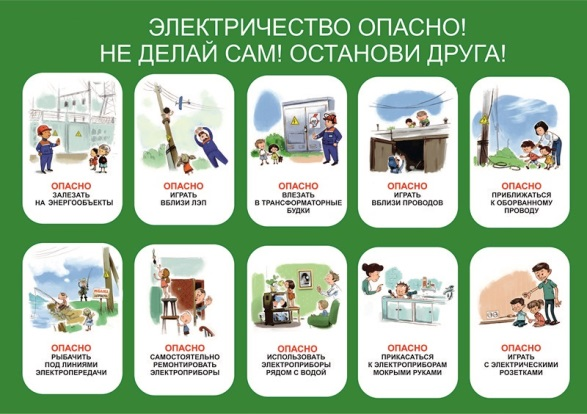 ЭЛЕКТРИЧЕСТВО ОПАСНО!
НЕ ДЕЛАЙ САМ! ОСТАНОВИ ДРУГА!
ОПАСНО
ЗАЛЕЗАТЬ
НА ЭНЕРГООБЪЕКТЫ
ОПАСНО
ИГРАТЬ
ВБЛИЗИ ЛЭП
ОПАСНО
ВЛЕЗАТЬ
В ТРАНСФОРМАТОРНЫЕ
БУДКИ
ОПАСНО
ИГРАТЬ
ВБЛИЗИ ПРОВОДОВ
ОПАСНО
ПРИБЛИЖАТЬСЯ
К ОБОРВАННОМУ
ПРОВОДУ
ОПАСНО
РЫБАЧИТЬ
ПОД ЛИНИЯМИ
ЭЛЕКТРОПЕРЕДАЧИ
ОПАСНО
САМОСТОЯТЕЛЬНО
РЕМОНТИРОВАТЬ
ЭЛЕКТРОПРИБОРЫ
ОПАСНО
ИСПОЛЬЗОВАТЬ
ЭЛЕКТРОПРИБОРЫ
РЯДОМ С ВОДОЙ
ОПАСНО
ПРИКАСАТЬСЯ
К ЭЛЕКТРОПРИБОРАМ
МОКРЫМИ РУКАМИ
ОПАСНО
ИГРАТЬ
С ЭЛЕКТРИЧЕСКИМИ
РОЗЕТКАМИ